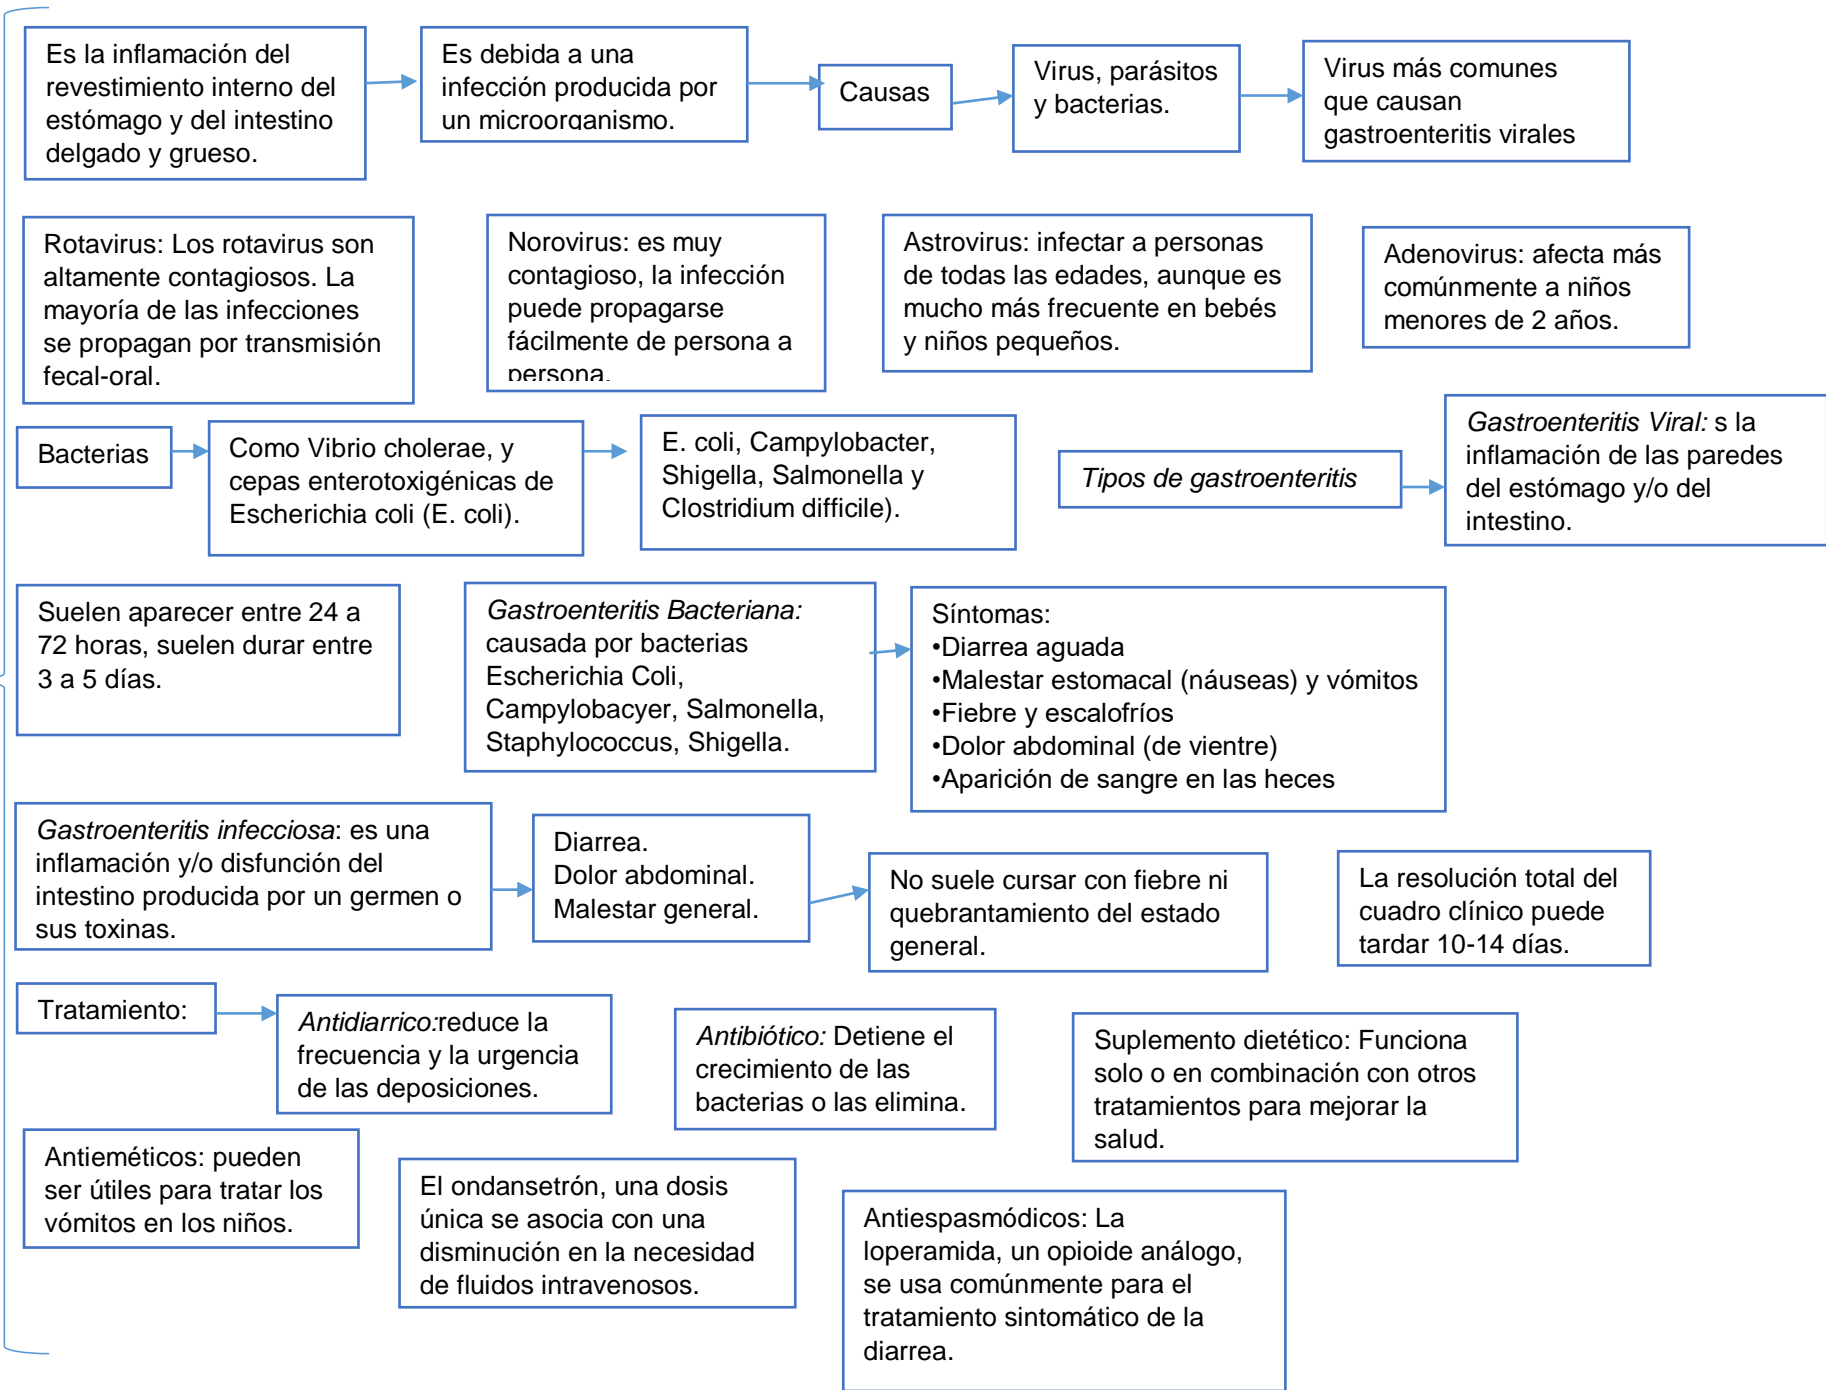 Es la inflamación del
revestimiento interno del
estómago y del intestino
delgado y grueso.
Es debida a una
infección producida por
un microorganismo.
Causas
Virus, parásitos
y bacterias.
Virus más comunes
que causan
gastroenteritis virales
Rotavirus: Los rotavirus son
altamente contagiosos. La
mayoría de las infecciones
se propagan por transmisión
fecal-oral.
Norovirus: es muy
contagioso, la infección
puede propagarse
fácilmente de persona a
persona.
Astrovirus: infectar a personas
de todas las edades, aunque es
mucho más frecuente en bebés
y niños pequeños.
Adenovirus: afecta más
comúnmente a niños
menores de 2 años.
Bacterias
Como Vibrio cholerae, y
cepas enterotoxigénicas de
Escherichia coli (E. coli).
E. coli, Campylobacter,
Shigella, Salmonella y
Clostridium difficile).
Tipos de gastroenteritis
Gastroenteritis Viral: s la
inflamación de las paredes
del estómago y/o del
intestino.
Suelen aparecer entre 24 a
72 horas, suelen durar entre
3 a 5 días.
Gastroenteritis Bacteriana:
causada por bacterias
Escherichia Coli,
Campylobacyer, Salmonella,
Staphylococcus, Shigella.
Síntomas:
•Diarrea aguada
•Malestar estomacal (náuseas) y vómitos
•Fiebre y escalofríos
•Dolor abdominal (de vientre)
•Aparición de sangre en las heces
Gastroenteritis infecciosa: es una
inflamación y/o disfunción del
intestino producida por un germen o
sus toxinas.
Diarrea.
Dolor abdominal.
Malestar general.
No suele cursar con fiebre ni
quebrantamiento del estado
general.
La resolución total del
cuadro clínico puede
tardar 10-14 días.
Tratamiento:
Antidiarrico:reduce la
frecuencia y la urgencia
de las deposiciones.
Antibiótico: Detiene el
crecimiento de las
bacterias o las elimina.
Suplemento dietético: Funciona
solo o en combinación con otros
tratamientos para mejorar la
salud.
Antieméticos: pueden
ser útiles para tratar los
vómitos en los niños.
El ondansetrón, una dosis
única se asocia con una
disminución en la necesidad
de fluidos intravenosos.
Antiespasmódicos: La
loperamida, un opioide análogo,
se usa comúnmente para el
tratamiento sintomático de la
diarrea.